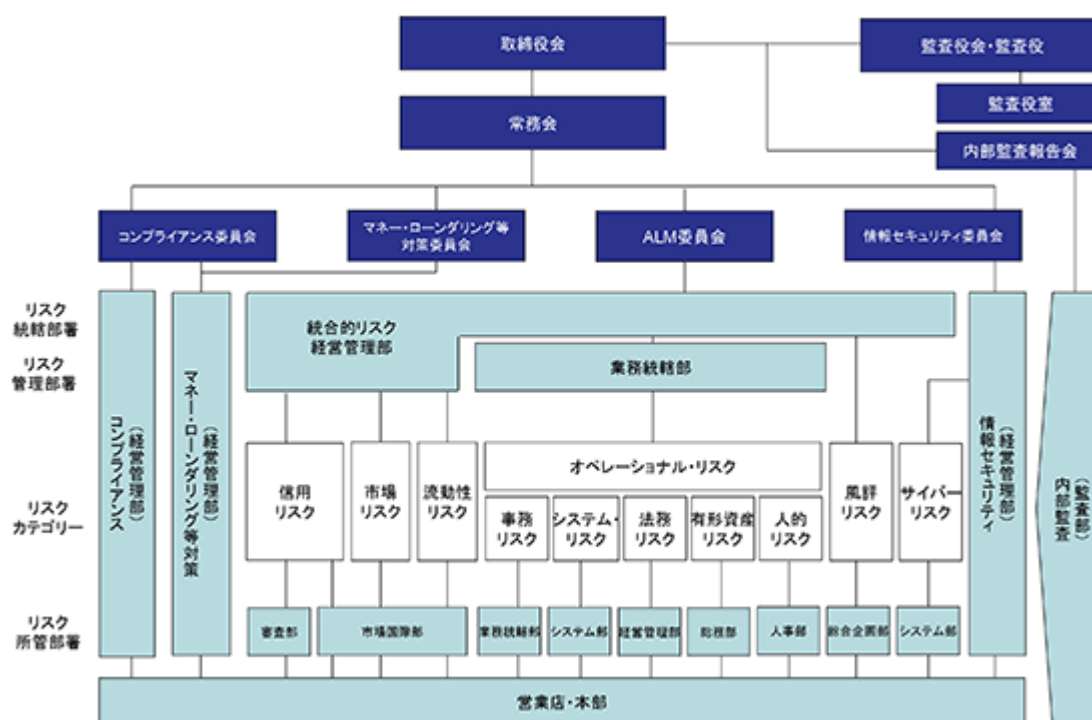 取締役会
監査役会・監査役
監査役室
常務会
内部監査報告会
コンプライアンス委員会
マネー・ローンダリング等
対策委員会
ALM委員会
情報セキュリティ委員会
リスク
統轄部署
統合的リスク
経営管理部
リスク
管理部署
業務統轄部
(経営管理部)
コンプライアンス
(経営管理部)
マネー・ローンダリング等対策
(経営管理部)
情報セキュリティ
(監査部)
内部監査
リスク
カテゴリー
信用
リスク
市場
リスク
流動性
リスク
オペレーショナル・リスク
事務
リスク
システム・
リスク
法務
リスク
有形資産
リスク
人的
リスク
風評
リスク
サイバー
リスク
リスク
所管部署
審査部
市場国際部
業務統轄部
システム部
経営管理部
総務部
人事部
総合企画部
システム部
営業店・本部